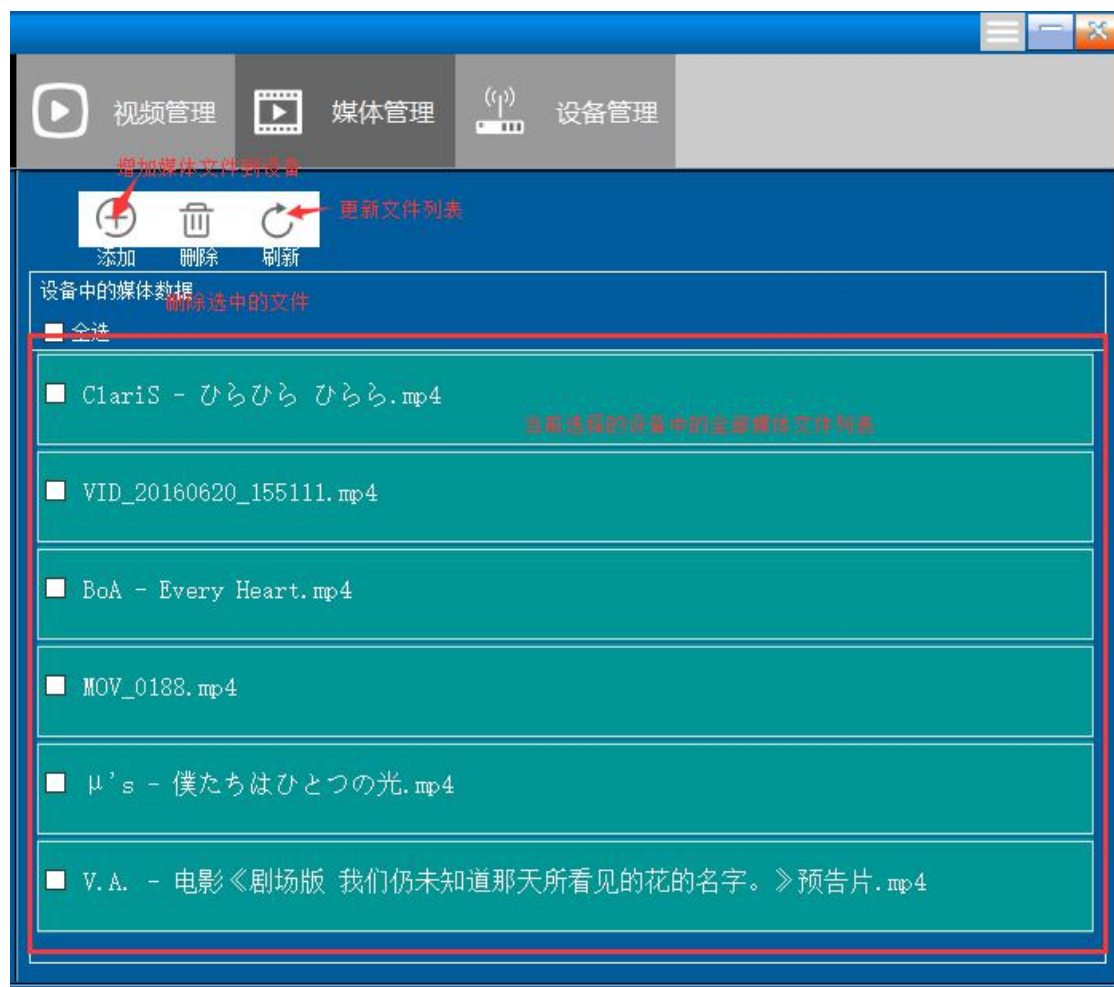 视频管理 媒体管理 设备管理
增加媒体文件到设备
更新文件列表
添加 删除 刷新
设备中的媒体数据
删除选中的文件
全选
ClariS - ひらひら ひらら.mp4
当前选择的设备中的全部媒体文件列表
VID_20160620_155111.mp4
BoA - Every Heart.mp4
MOV_0188.mp4
μ's - 僕たちはひとつの光.mp4
V.A. - 电影《剧场版 我们仍未知道那天所看见的花的名字。》预告片.mp4